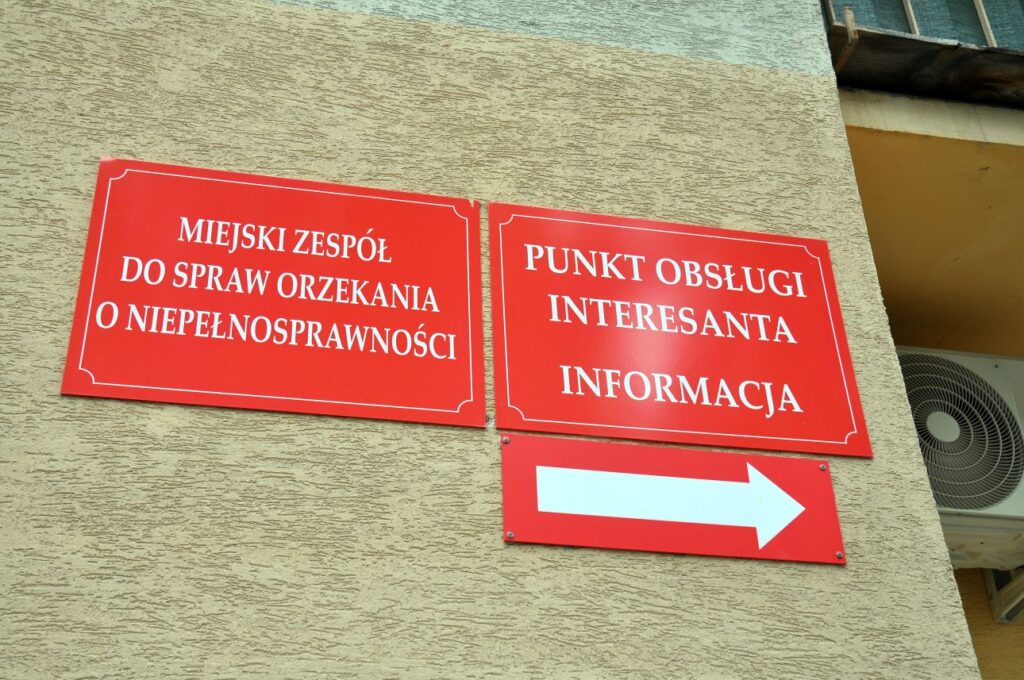 MIEJSKI ZESPÓŁ
DO SPRAW ORZEKANIA
O NIEPEŁNOSPRAWNOŚCI
PUNKT OBSŁUGI
INTERESANTA
INFORMACJA